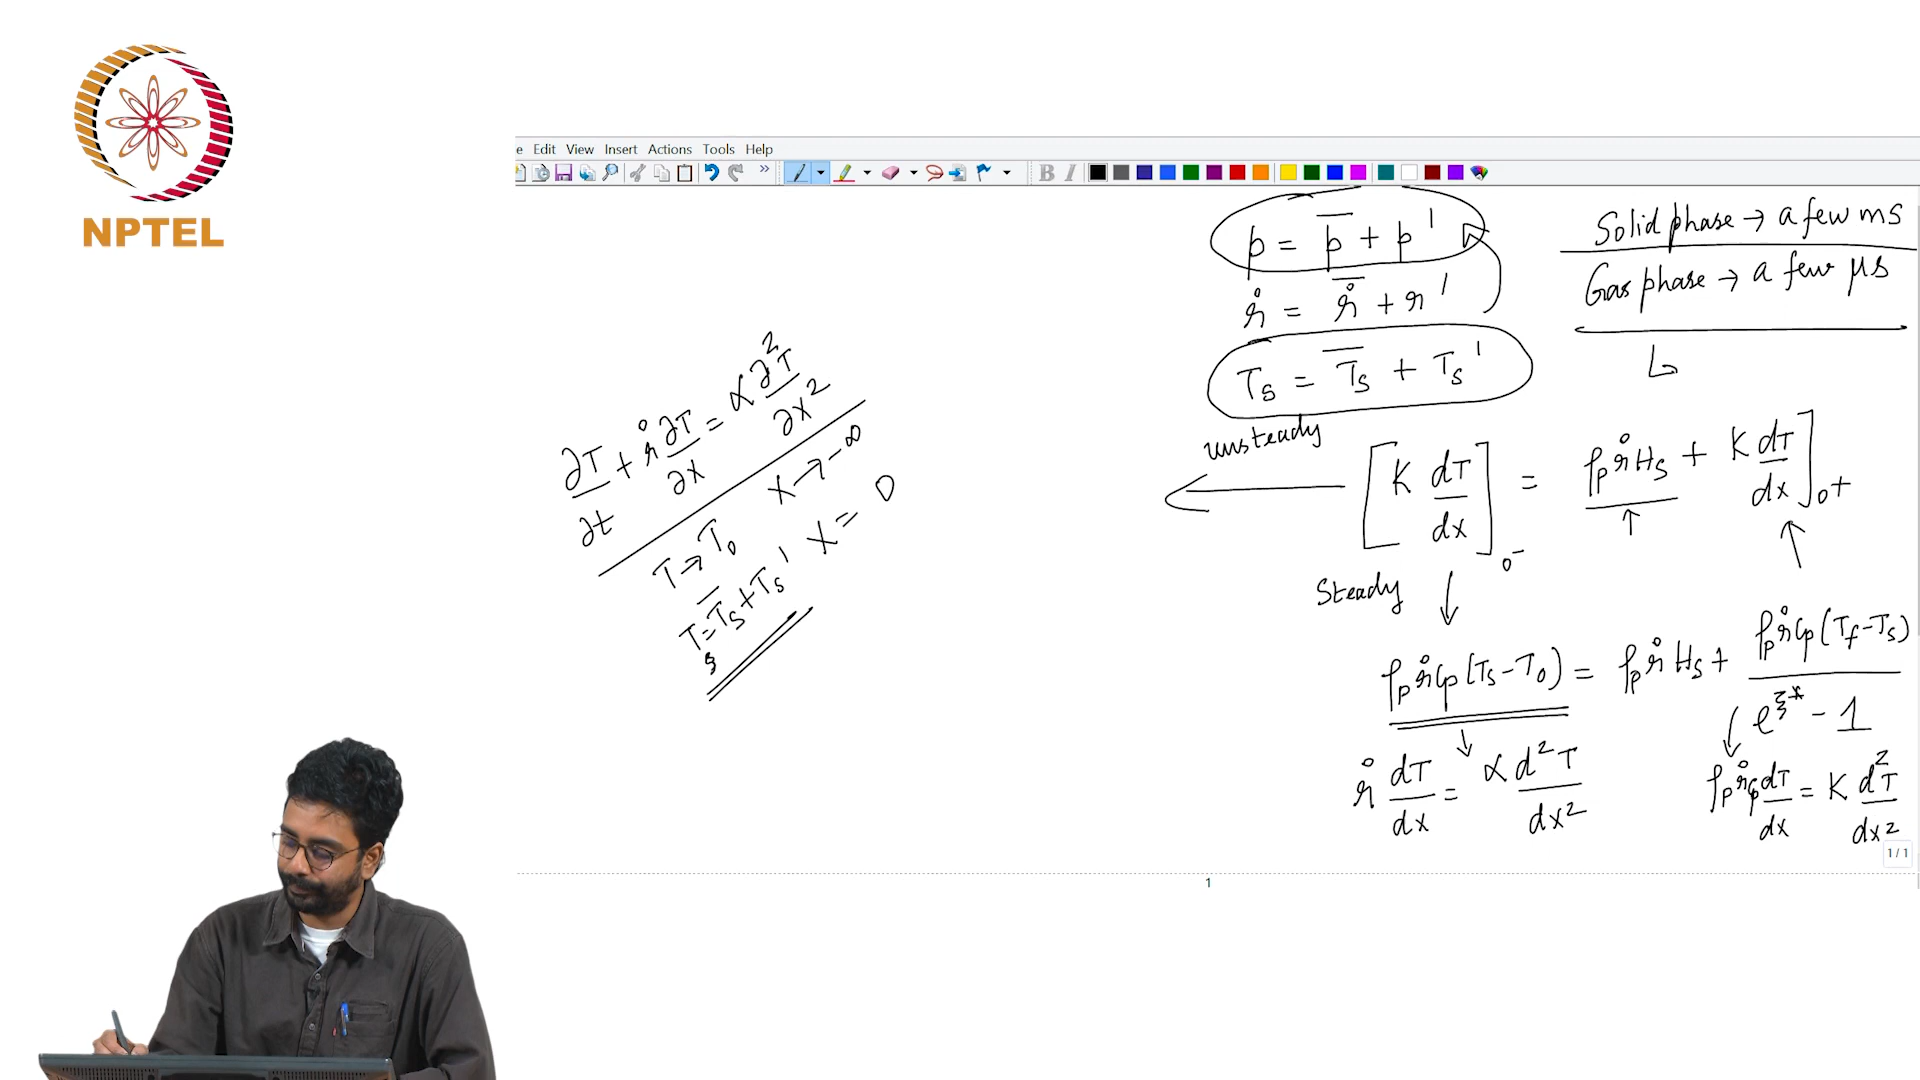 NPTEL
e Edit View Insert Actions Tools Help
B I
p = p̅ + p'
ṙ = ṙ̅ + r'
Ts = T̅s + Ts'
Solid phase → a few ms
Gas phase → a few μs
↳
∂T/∂t + ṙ ∂T/∂x = α ∂²T/∂x²
T → T₀ x → -∞
Ts = T̅s + Ts' x = 0
unsteady
[K dT/dx]₀₋ = ρp ṙ Hs + K dT/dx]₀₊
Steady
ρp ṙ Cp (Ts - T₀) = ρp ṙ Hs + ρp ṙ Cp (Tf - Ts) / e^ξ* - 1
ṙ dT/dx = α d²T/dx²
ρp ṙ Cp dT/dx = K d²T/dx²
1 / 1
1